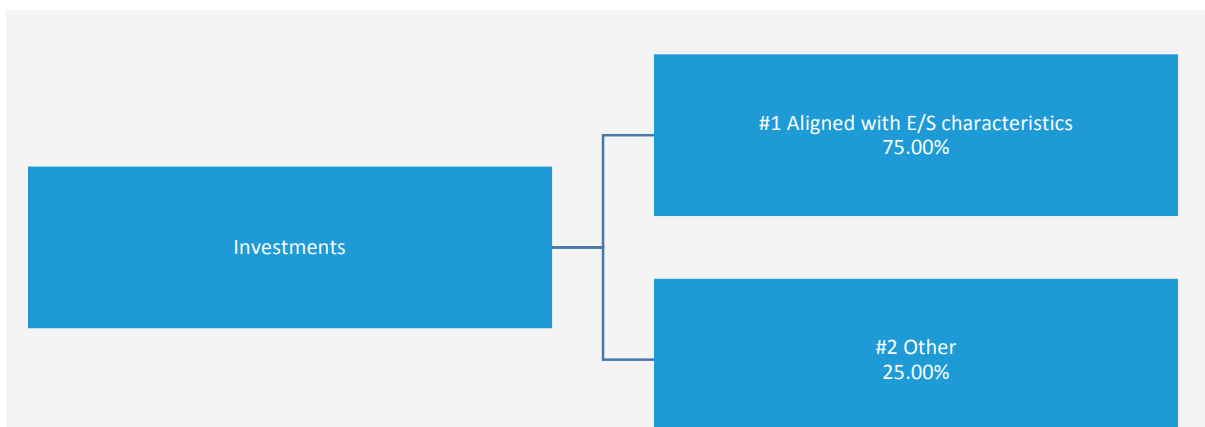 #1 Aligned with E/S characteristics
75.00%
Investments
#2 Other
25.00%